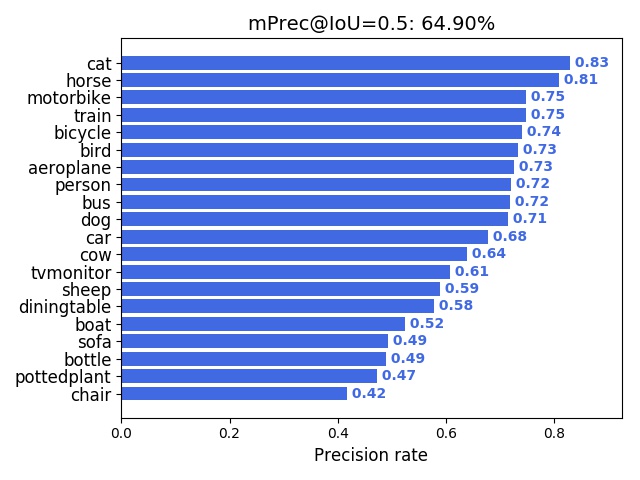 mPrec@IoU=0.5: 64.90%
cat 0.83
horse 0.81
motorbike 0.75
train 0.75
bicycle 0.74
bird 0.73
aeroplane 0.73
person 0.72
bus 0.72
dog 0.71
car 0.68
cow 0.64
tvmonitor 0.61
sheep 0.59
diningtable 0.58
boat 0.52
sofa 0.49
bottle 0.49
pottedplant 0.47
chair 0.42
0.0 0.2 0.4 0.6 0.8
Precision rate